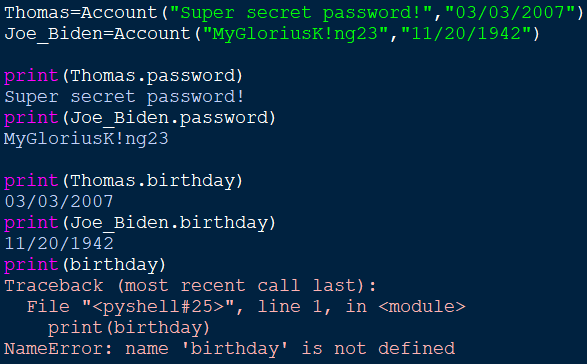 Thomas=Account("Super secret password!","03/03/2007")
Joe_Biden=Account("MyGloriusK!ng23","11/20/1942")
print(Thomas.password)
Super secret password!
print(Joe_Biden.password)
MyGloriusK!ng23
print(Thomas.birthday)
03/03/2007
print(Joe_Biden.birthday)
11/20/1942
print(birthday)
Traceback (most recent call last):
  File "<pyshell#25>", line 1, in <module>
    print(birthday)
NameError: name 'birthday' is not defined